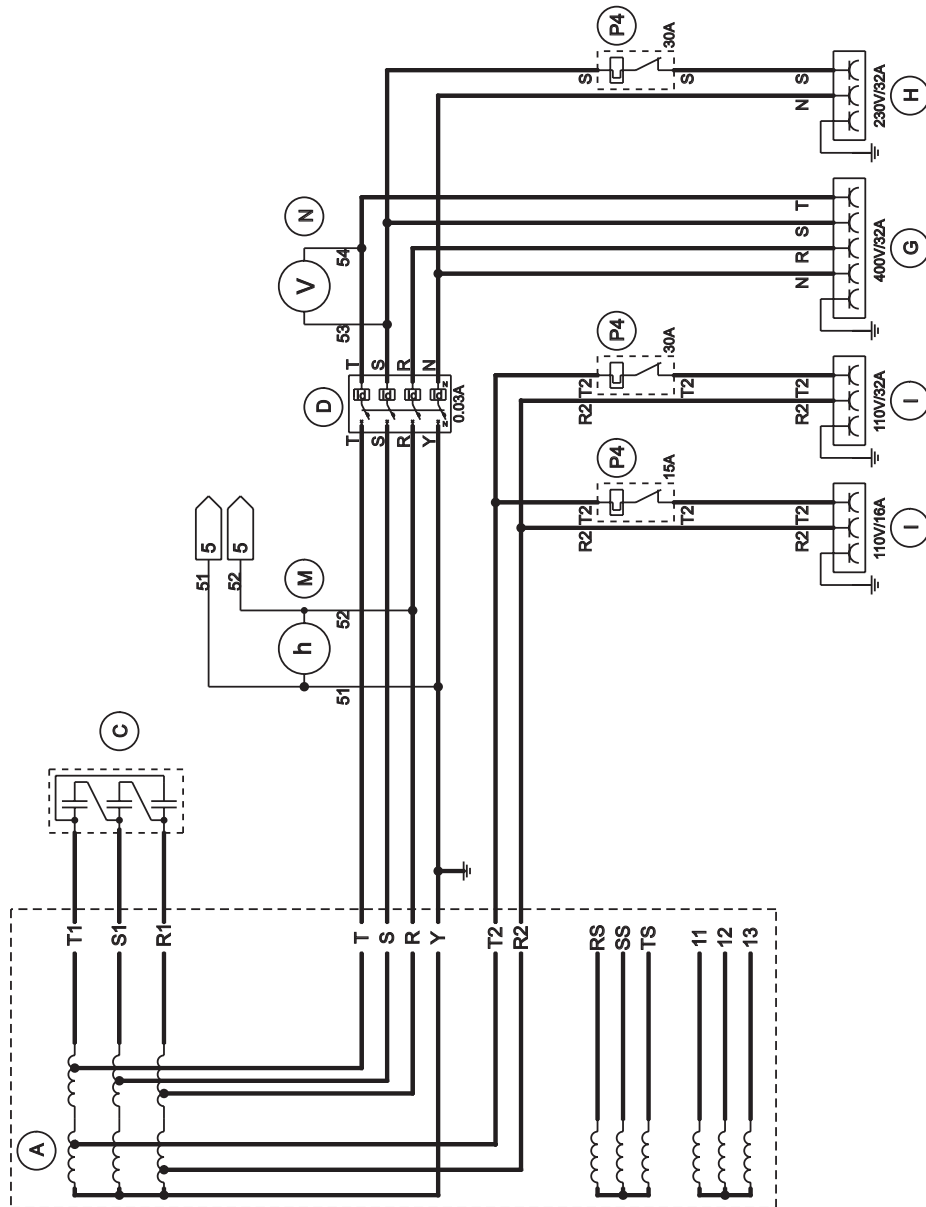 A
T1
S1
R1
C
T
S
R
Y
T2
R2
RS
SS
TS
11
12
13
51
52
5
5
h
M
51
52
D
T
S
R
Y
N
N
0.03A
T
S
R
N
53
54
V
N
P4
15A
R2
T2
T2
R2
T2
110V/16A
I
P4
30A
R2
T2
T2
R2
T2
110V/32A
I
N
R
S
T
400V/32A
G
P4
30A
S
S
N
S
230V/32A
H